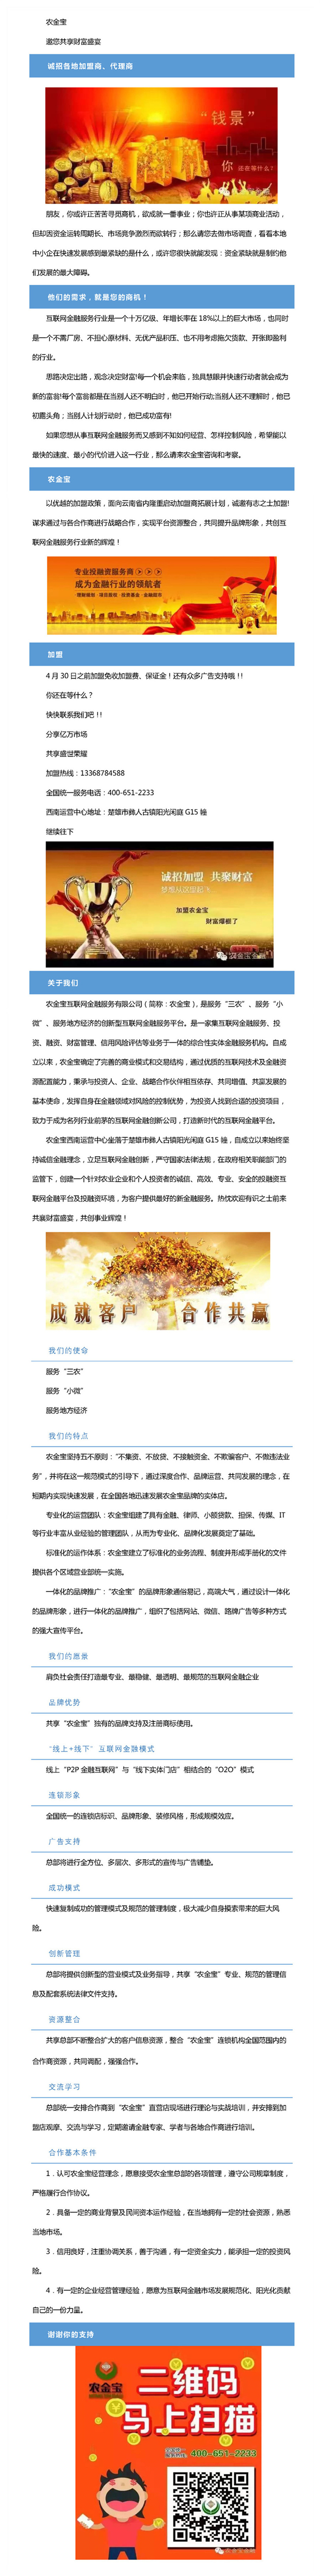 农金宝
邀您共享财富盛宴
诚招各地加盟商、代理商
“钱景”
你 还在等什么？
朋友，你或许正苦苦寻觅商机，欲成就一番事业；你也许正从事某项商业活动，
但却因资金运转周期长、市场竞争激烈而欲转行；那么请您去做市场调查，看看本地
中小企在快速发展感到最紧缺的是什么，或许您很快就能发现：资金紧缺就是制约他
们发展的最大障碍。
他们的需求，就是您的商机！
互联网金融服务行业是一个十万亿级、年增长率在18%以上的巨大市场，也同时
是一个不需厂房、不担心原材料、无优产品积压、也不用考虑拖欠货款、开张即盈利
的行业。
思路决定出路，观念决定财富!每一个机会来临，独具慧眼并快速行动者就会成为
新的富翁!每个富翁都是在当别人还不明白时，他已开始行动;当别人还不理解时，他已
初露头角；当别人计划行动时，他已成功富有!
如果您想从事互联网金融服务而又感到不知如何经营、怎样控制风险，希望能以
最快的速度、最小的代价进入这一行业，那么请来农金宝咨询和考察。
农金宝
以优越的加盟政策，面向云南省内隆重启动加盟商拓展计划，诚邀有志之士加盟!
谋求通过与各合作商进行战略合作，实现平台资源整合，共同提升品牌形象，共创互
联网金融服务行业新的辉煌！
专业投融资服务商
成为金融行业的领航者
加盟
4月30日之前加盟免收加盟费、保证金！还有众多广告支持哦!!
你还在等什么？
快快联系我们吧!!
分享亿万市场
共享盛世荣耀
加盟热线：13368784588
全国统一服务电话：400-651-2233
西南运营中心地址：楚雄市彝人古镇阳光闲庭G15幢
继续往下
诚招加盟 共聚财富
梦想从这里起飞
加盟农金宝
财富爆棚了
农金宝金融
关于我们
农金宝互联网金融服务有限公司（简称：农金宝），是服务“三农”、服务“小
微”、服务地方经济的创新型互联网金融服务平台。是一家集互联网金融服务、投
资、融资、财富管理、信用风险评估等业务于一体的综合性实体金融服务机构。自成
立以来，农金宝确定了完善的商业模式和交易结构，通过优质的互联网技术及金融资
源配置能力，秉承与投资人、企业、战略合作伙伴相互依存、共同增值、共赢发展的
基本使命，发挥自身在金融领域对风险的控制优势，为投资人找到合适的投资项目，
致力于成为名列行业前茅的互联网金融创新公司，打造新时代的互联网金融平台。
农金宝西南运营中心坐落于楚雄市彝人古镇阳光闲庭G15幢，自成立以来始终坚
持诚信金融理念，立足互联网金融创新，严守国家法律法规，在政府相关职能部门的
监管下，创建一个针对农业企业和个人投资者的诚信、高效、专业、安全的投融资互
联网金融平台及投融资环境，为客户提供最好的新金融服务。热忱欢迎有识之士前来
共襄财富盛宴，共创事业辉煌！
成就客户 合作共赢
我们的使命
服务“三农”
服务“小微”
服务地方经济
我们的特点
农金宝坚持五不原则：“不集资、不放贷、不接触资金、不欺骗客户、不做违法业
务”，并将在这一规范模式的引导下，通过深度合作、品牌运营、共同发展的理念，在
短期内实现快速发展，在全国各地迅速发展农金宝品牌的实体店。
专业化的运营团队：农金宝组建了具有金融、律师、小额贷款、担保、传媒、IT
等行业丰富从业经验的管理团队，从而为专业化、品牌化发展奠定了基础。
标准化的运作体系：农金宝建立了标准化的业务流程、制度并形成手册化的文件
提供各个区域营业部统一实施。
一体化的品牌推广：“农金宝”的品牌形象通俗易记，高端大气，通过设计一体化
的品牌形象，进行一体化的品牌推广，组织了包括网站、微信、路牌广告等多种方式
的强大宣传平台。
我们的愿景
肩负社会责任打造最专业、最稳健、最透明、最规范的互联网金融企业
品牌优势
共享“农金宝”独有的品牌支持及注册商标使用。
“线上+线下”互联网金融模式
线上“P2P金融互联网”与“线下实体门店”相结合的“O2O”模式
连锁形象
全国统一的连锁店标识、品牌形象、装修风格，形成规模效应。
广告支持
总部将进行全方位、多层次、多形式的宣传与广告铺垫。
成功模式
快速复制成功的管理模式及规范的管理制度，极大减少自身摸索带来的巨大风
险。
创新管理
总部将提供创新型的营业模式及业务指导，共享“农金宝”专业、规范的管理信
息及配套系统法律文件支持。
资源整合
共享总部不断整合扩大的客户信息资源，整合“农金宝”连锁机构全国范围内的
合作商资源，共同调配，强强合作。
交流学习
总部统一安排合作商到“农金宝”直营店现场进行理论与实战培训，并安排到加
盟店观摩、交流与学习，定期邀请金融专家、学者与各地合作商进行培训。
合作基本条件
1．认可农金宝经营理念，愿意接受农金宝总部的各项管理，遵守公司规章制度，
严格履行合作协议。
2．具备一定的商业背景及民间资本运作经验，在当地拥有一定的社会资源，熟悉
当地市场。
3．信用良好，注重协调关系，善于沟通，有一定资金实力，能承担一定的投资风
险。
4．有一定的企业经营管理经验，愿意为互联网金融市场发展规范化、阳光化贡献
自己的一份力量。
谢谢你的支持
农金宝
二维码
马上扫描
400-651-2233